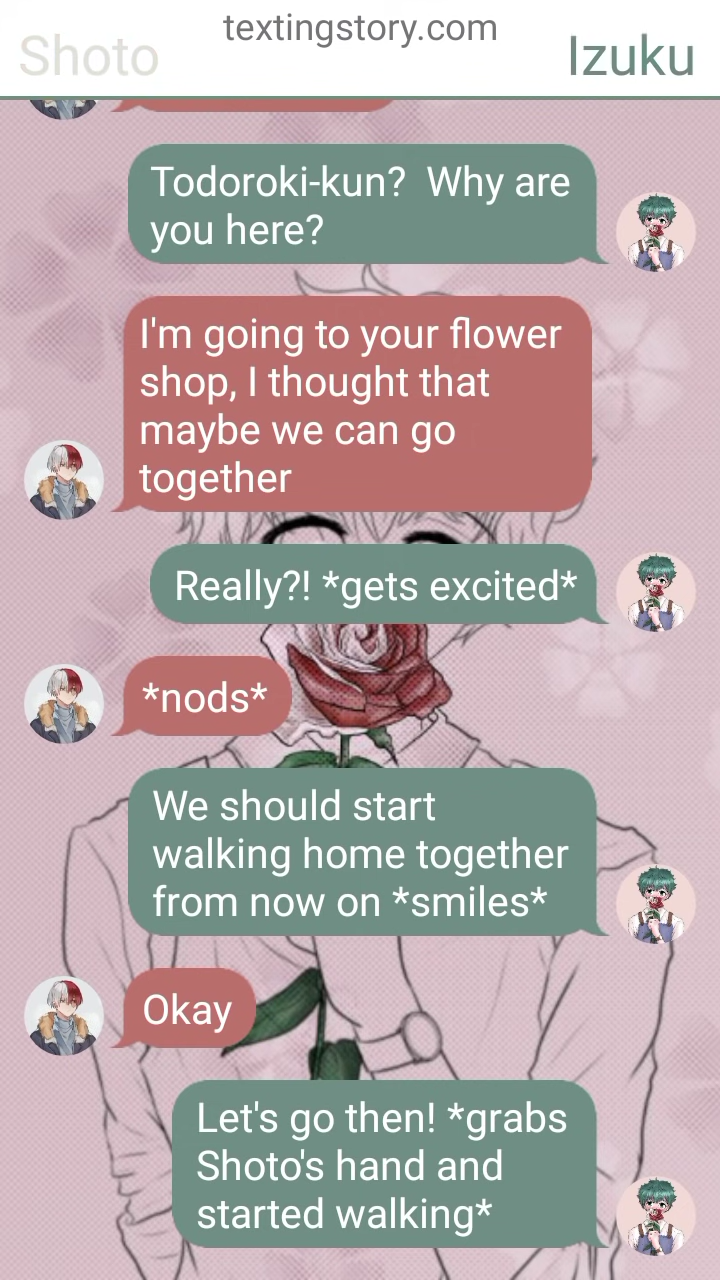 textingstory.com
Shoto
Izuku
Todoroki-kun?  Why are
you here?
I'm going to your flower
shop, I thought that
maybe we can go
together
Really?! *gets excited*
*nods*
We should start
walking home together
from now on *smiles*
Okay
Let's go then! *grabs
Shoto's hand and
started walking*